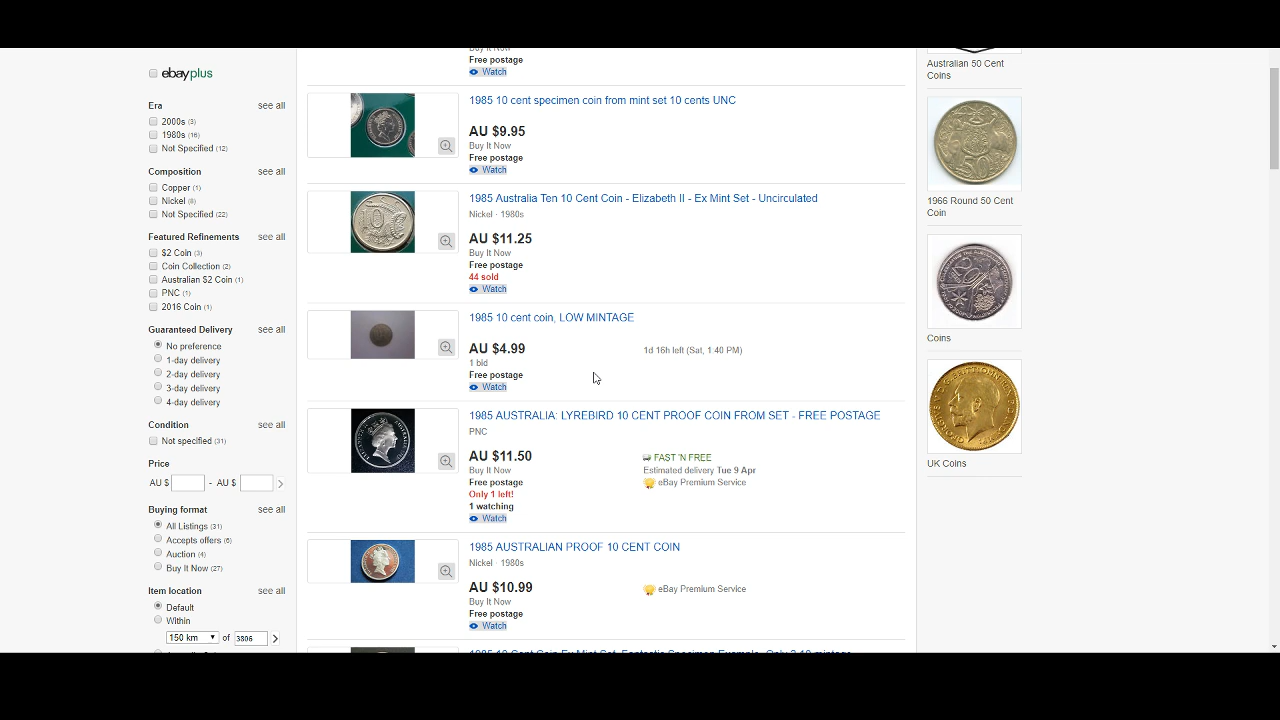 Buy It Now
Free postage
Watch
ebayplus
Era see all
2000s (3)
1980s (16)
Not Specified (12)
Composition see all
Copper (1)
Nickel (8)
Not Specified (22)
Featured Refinements see all
$2 Coin (3)
Coin Collection (2)
Australian $2 Coin (1)
PNC (1)
2016 Coin (1)
Guaranteed Delivery see all
No preference
1-day delivery
2-day delivery
3-day delivery
4-day delivery
Condition see all
Not specified (31)
Price
AU $ - AU $
Buying format see all
All Listings (31)
Accepts offers (6)
Auction (4)
Buy It Now (27)
Item location see all
Default
Within
150 km of 3806
1985 10 cent specimen coin from mint set 10 cents UNC
AU $9.95
Buy It Now
Free postage
Watch
1985 Australia Ten 10 Cent Coin - Elizabeth II - Ex Mint Set - Uncirculated
Nickel · 1980s
AU $11.25
Buy It Now
Free postage
44 sold
Watch
1985 10 cent coin, LOW MINTAGE
AU $4.99 1d 16h left (Sat, 1:40 PM)
1 bid
Free postage
Watch
1985 AUSTRALIA: LYREBIRD 10 CENT PROOF COIN FROM SET - FREE POSTAGE
PNC
AU $11.50 FAST 'N FREE
Buy It Now Estimated delivery Tue 9 Apr
Free postage eBay Premium Service
Only 1 left!
1 watching
Watch
1985 AUSTRALIAN PROOF 10 CENT COIN
Nickel · 1980s
AU $10.99 eBay Premium Service
Buy It Now
Free postage
Watch
Australian 50 Cent
Coins
1966 Round 50 Cent
Coin
Coins
UK Coins